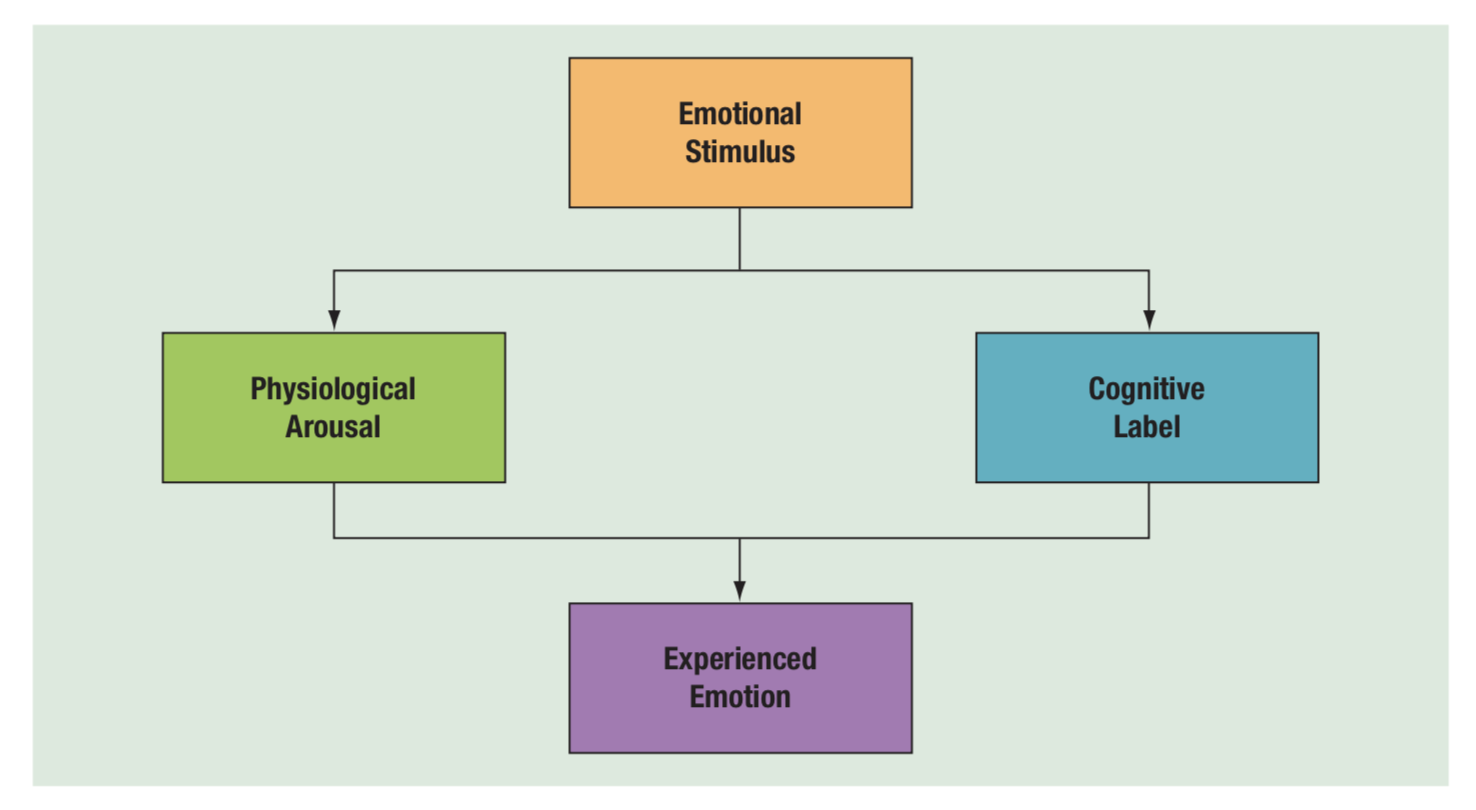 Emotional
Stimulus
Physiological
Arousal
Cognitive
Label
Experienced
Emotion